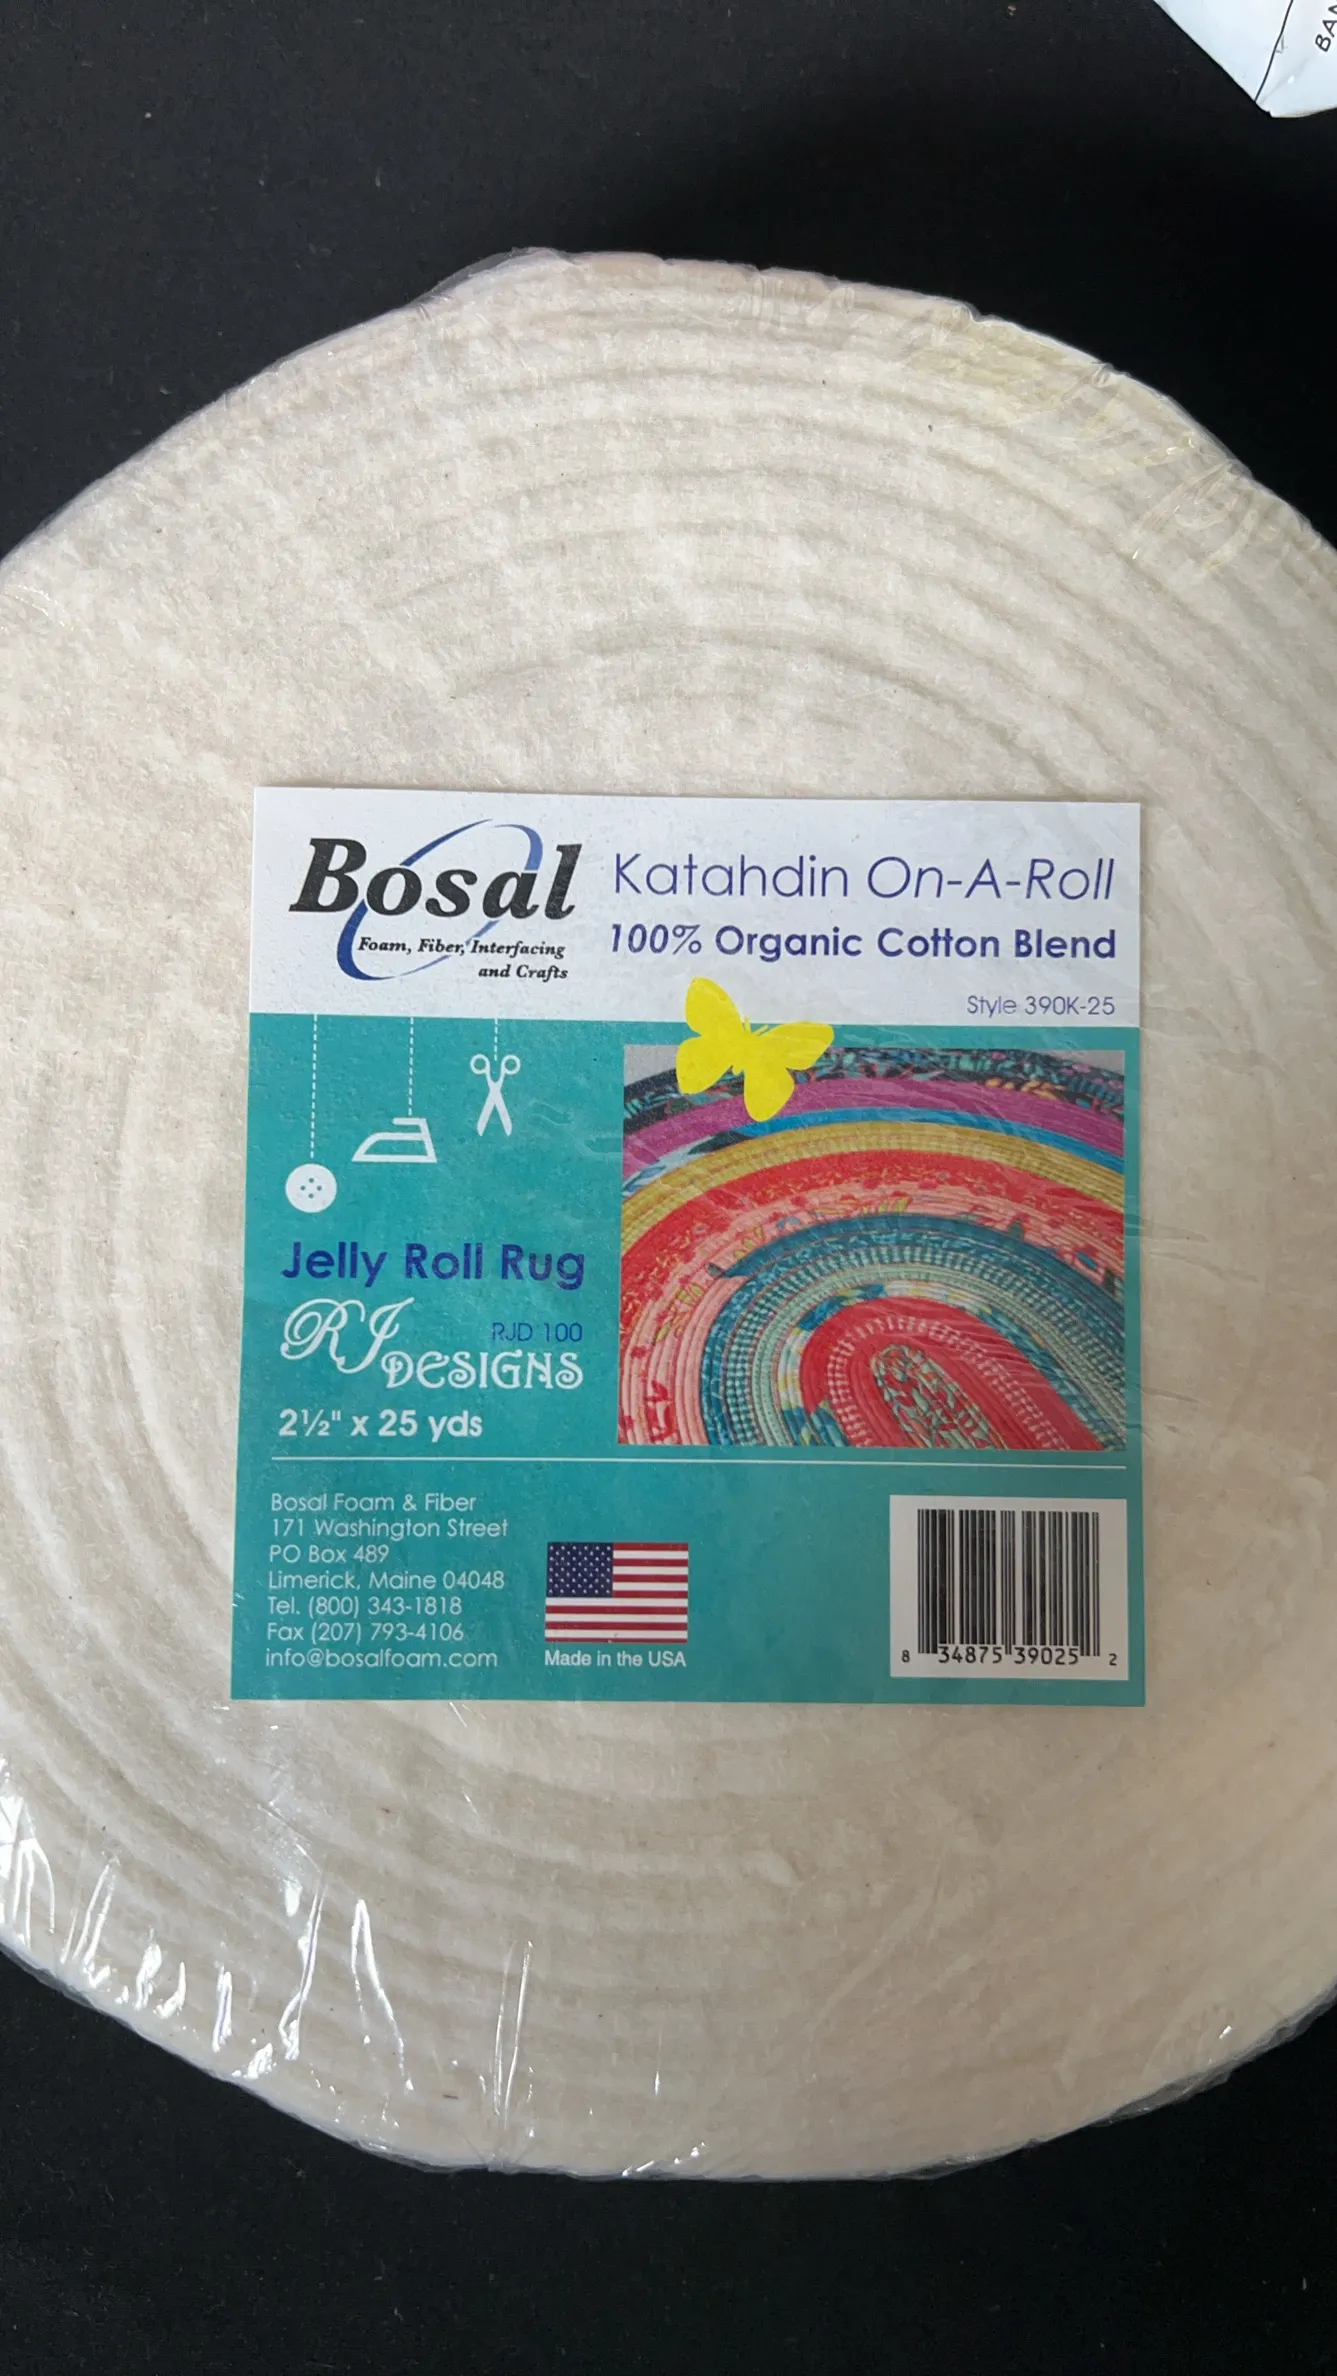 BAN
Bosal
Foam, Fiber, Interfacing
and Crafts
Katahdin On-A-Roll
100% Organic Cotton Blend
Style 390K-25
Jelly Roll Rug
RJ DESIGNS
RJD 100
2½" x 25 yds
Bosal Foam & Fiber
171 Washington Street
PO Box 489
Limerick, Maine 04048
Tel. (800) 343-1818
Fax (207) 793-4106
info@bosalfoam.com
Made in the USA
8 34875 39025 2